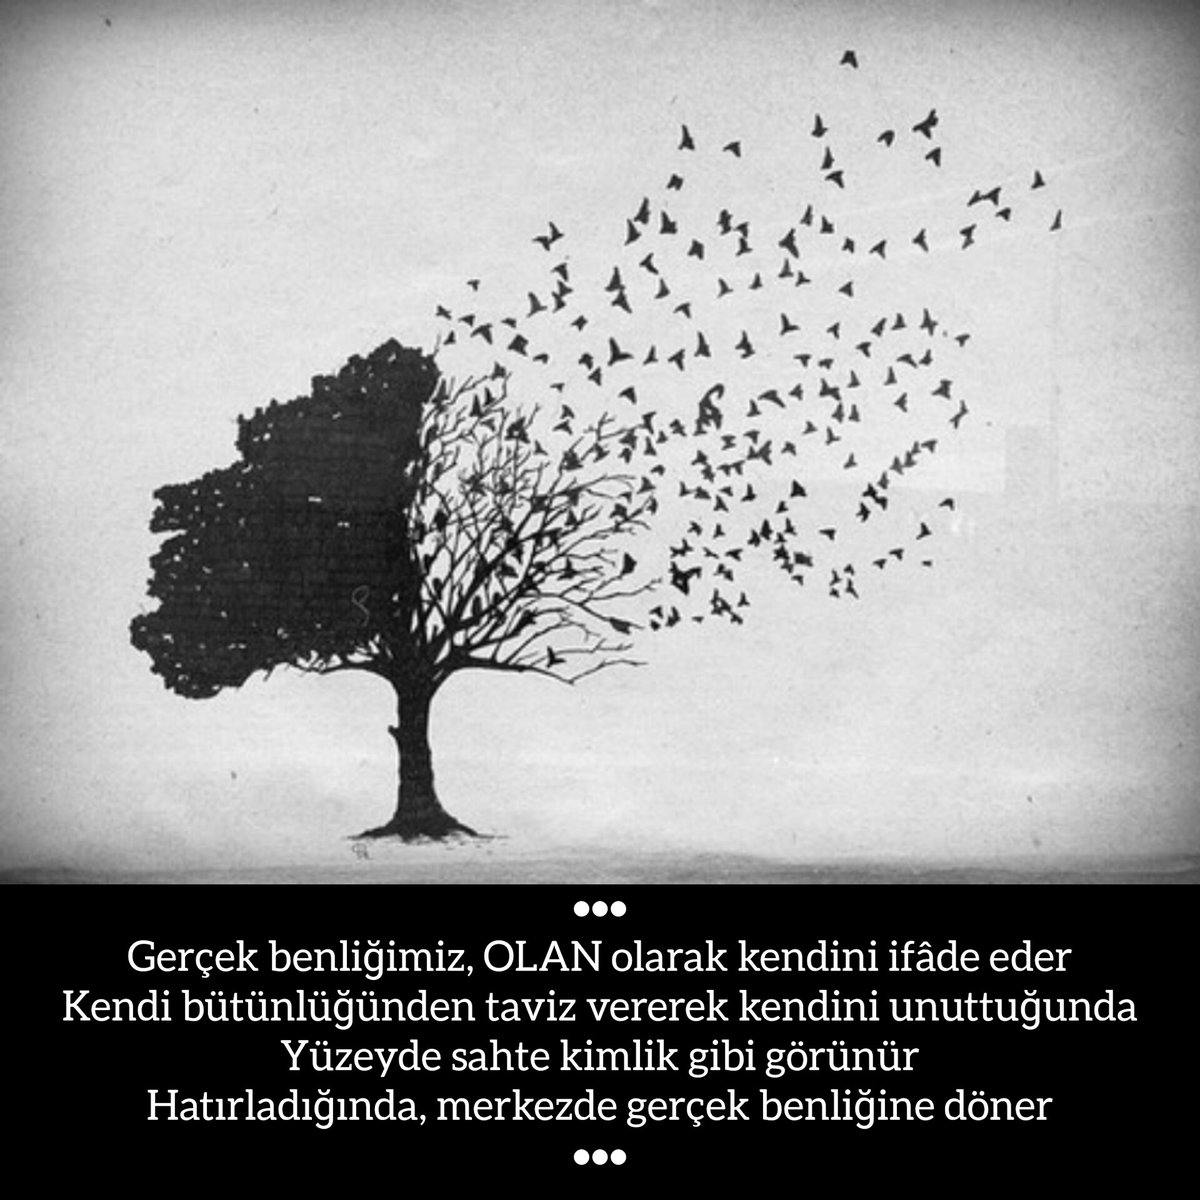 ●●●
Gerçek benliğimiz, OLAN olarak kendini ifâde eder
Kendi bütünlüğünden taviz vererek kendini unuttuğunda
Yüzeyde sahte kimlik gibi görünür
Hatırladığında, merkezde gerçek benliğine döner
●●●